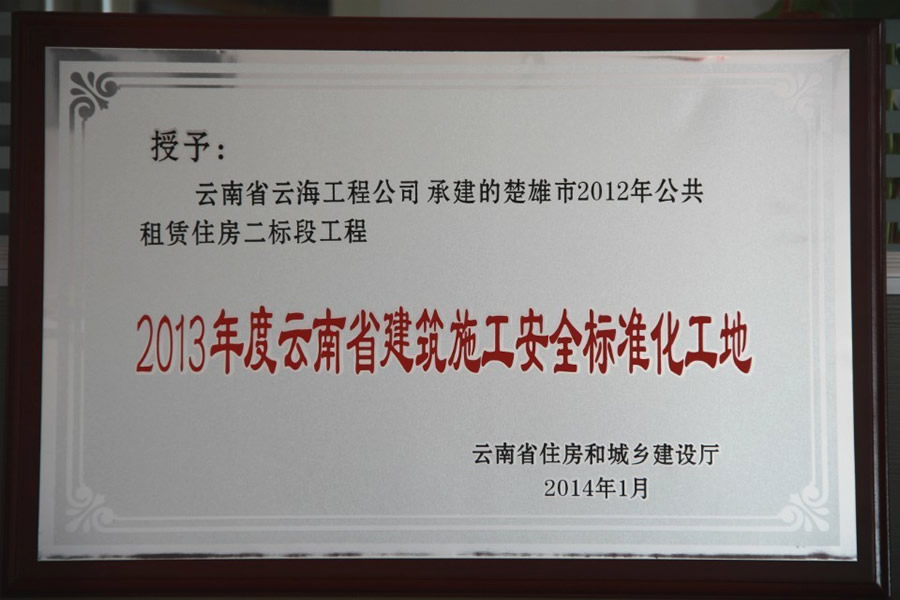 授予：
云南省云海工程公司 承建的楚雄市2012年公共
租赁住房二标段工程
2013年度云南省建筑施工安全标准化工地
云南省住房和城乡建设厅
2014年1月